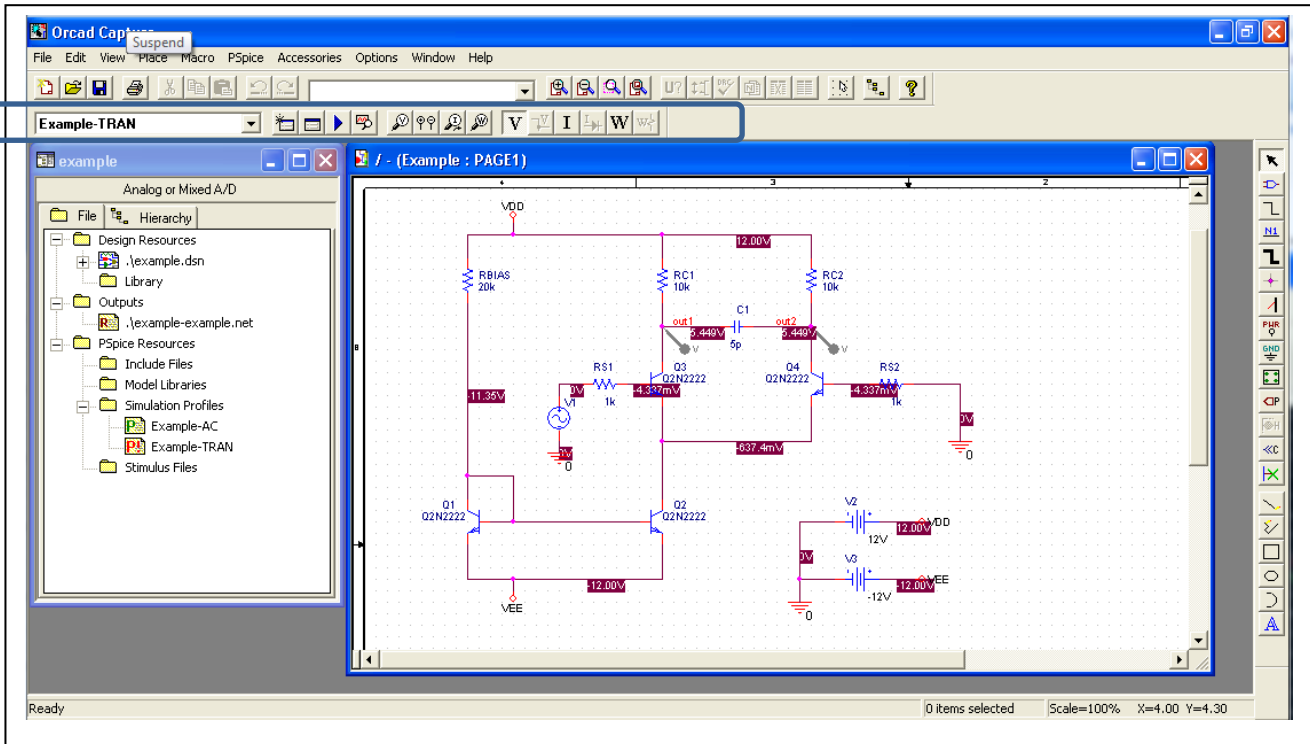 Orcad Capture
Suspend
File Edit View Place Macro PSpice Accessories Options Window Help
U?
DRC
Example-TRAN
V I W
example
/ - (Example : PAGE1)
Analog or Mixed A/D
File Hierarchy
Design Resources
.\example.dsn
Library
Outputs
.\example-example.net
PSpice Resources
Include Files
Model Libraries
Simulation Profiles
Example-AC
Example-TRAN
Stimulus Files
3
2
B
VDD
12.00V
RBIAS
20k
RC1
10k
RC2
10k
C1
out1
out2
5.449V
5.449V
5p
V
V
RS1
Q3
Q2N2222
Q4
Q2N2222
RS2
-11.35V
0V
-4.337mV
-4.337mV
V1
1k
1k
0V
0V
0
-637.4mV
0
Q1
Q2N2222
Q2
Q2N2222
V2
12.00V
VDD
12V
0V
V3
-12.00V
VEE
-12V
-12.00V
VEE
0
N1
PWR
GND
A
Ready
0 items selected
Scale=100% X=4.00 Y=4.30